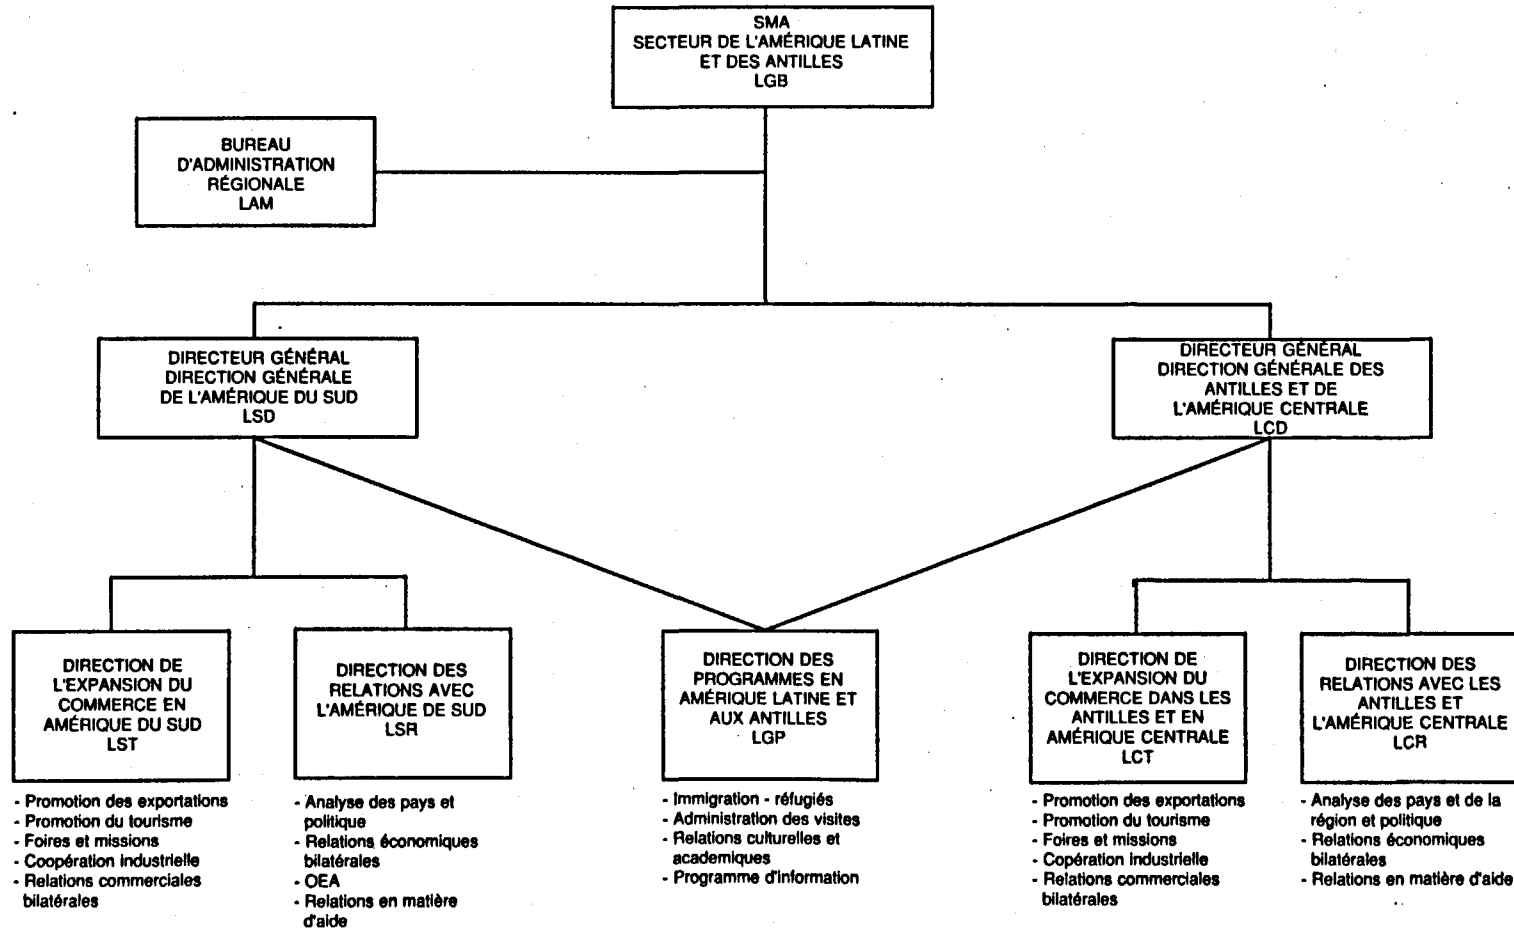 SMA
SECTEUR DE L'AMÉRIQUE LATINE
ET DES ANTILLES
LGB
BUREAU
D'ADMINISTRATION
RÉGIONALE
LAM
DIRECTEUR GÉNÉRAL
DIRECTION GÉNÉRALE
DE L'AMÉRIQUE DU SUD
LSD
DIRECTEUR GÉNÉRAL
DIRECTION GÉNÉRALE DES
ANTILLES ET DE
L'AMÉRIQUE CENTRALE
LCD
DIRECTION DE
L'EXPANSION DU
COMMERCE EN
AMÉRIQUE DU SUD
LST
- Promotion des exportations
- Promotion du tourisme
- Foires et missions
- Coopération industrielle
- Relations commerciales
bilatérales
DIRECTION DES
RELATIONS AVEC
L'AMÉRIQUE DE SUD
LSR
- Analyse des pays et
politique
- Relations économiques
bilatérales
- OEA
- Relations en matière
d'aide
DIRECTION DES
PROGRAMMES EN
AMÉRIQUE LATINE ET
AUX ANTILLES
LGP
- Immigration - réfugiés
- Administration des visites
- Relations culturelles et
academiques
- Programme d'information
DIRECTION DE
L'EXPANSION DU
COMMERCE DANS LES
ANTILLES ET EN
AMÉRIQUE CENTRALE
LCT
- Promotion des exportations
- Promotion du tourisme
- Foires et missions
- Copération industrielle
- Relations commerciales
bilatérales
DIRECTION DES
RELATIONS AVEC LES
ANTILLES ET
L'AMÉRIQUE CENTRALE
LCR
- Analyse des pays et de la
région et politique
- Relations économiques
bilatérales
- Relations en matière d'aide